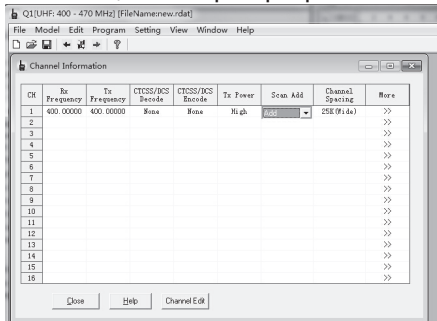 Q1[UHF: 400 - 470 MHz] [FileName:new.rdat]
File Model Edit Program Setting View Window Help
Channel Information
CH Rx Frequency Tx Frequency CTCSS/DCS Decode CTCSS/DCS Encode Tx Power Scan Add Channel Spacing More
1 400.00000 400.00000 None None High Add 25K(Wide) >>
2 >>
3 >>
4 >>
5 >>
6 >>
7 >>
8 >>
9 >>
10 >>
11 >>
12 >>
13 >>
14 >>
15 >>
16 >>
Close Help Channel Edit